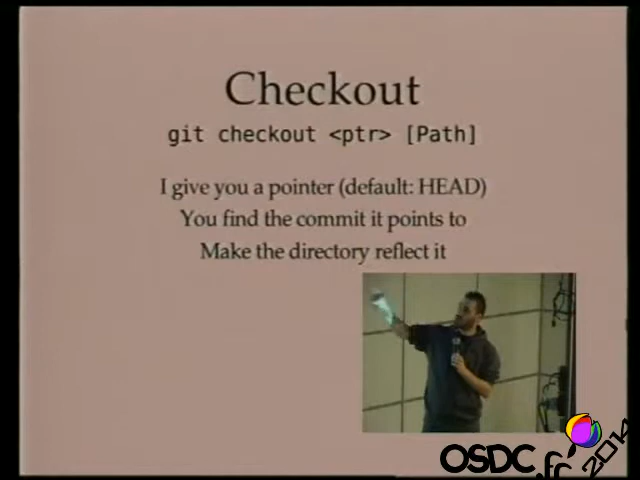 Checkout
git checkout <ptr> [Path]
I give you a pointer (default: HEAD)
You find the commit it points to
Make the directory reflect it
OSDC.fr 2014